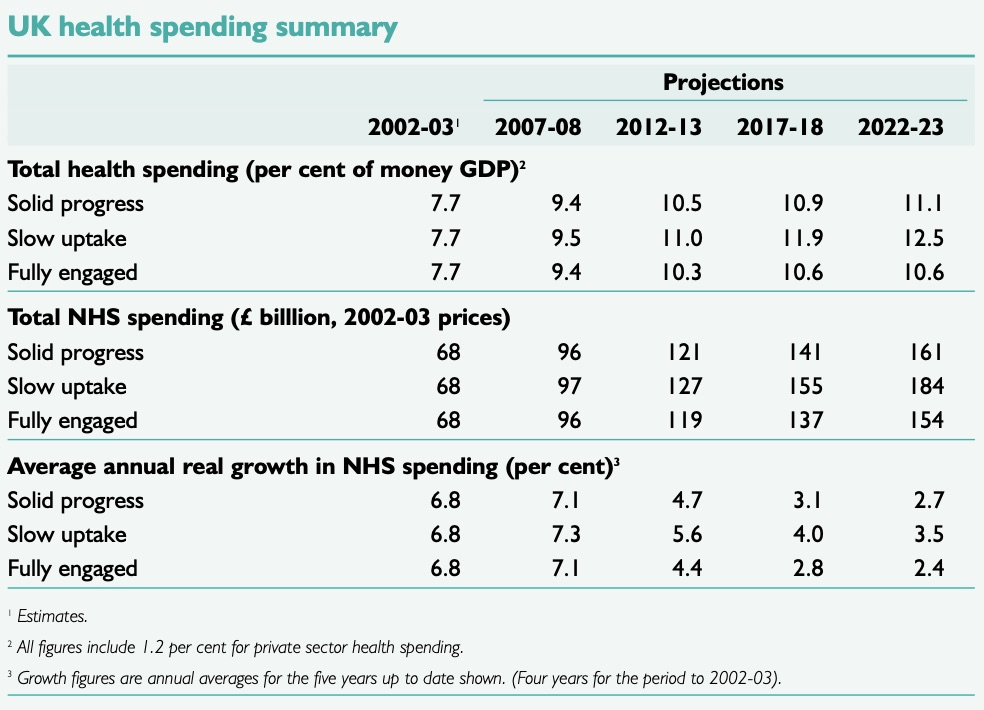 UK health spending summary
Projections
2002-03¹ 2007-08 2012-13 2017-18 2022-23
Total health spending (per cent of money GDP)²
Solid progress 7.7 9.4 10.5 10.9 11.1
Slow uptake 7.7 9.5 11.0 11.9 12.5
Fully engaged 7.7 9.4 10.3 10.6 10.6
Total NHS spending (£ billlion, 2002-03 prices)
Solid progress 68 96 121 141 161
Slow uptake 68 97 127 155 184
Fully engaged 68 96 119 137 154
Average annual real growth in NHS spending (per cent)³
Solid progress 6.8 7.1 4.7 3.1 2.7
Slow uptake 6.8 7.3 5.6 4.0 3.5
Fully engaged 6.8 7.1 4.4 2.8 2.4
¹ Estimates.
² All figures include 1.2 per cent for private sector health spending.
³ Growth figures are annual averages for the five years up to date shown. (Four years for the period to 2002-03).